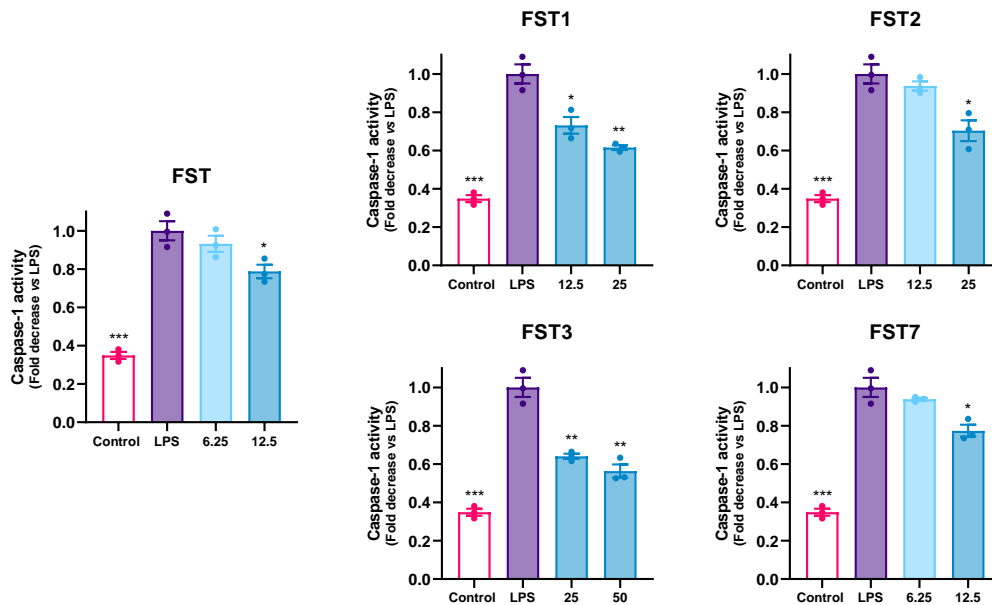 FST
Caspase-1 activity
(Fold decrease vs LPS)
1.0
0.8
0.6
0.4
0.2
0.0
***
*
Control LPS 6.25 12.5
FST1
Caspase-1 activity
(Fold decrease vs LPS)
1.0
0.8
0.6
0.4
0.2
0.0
***
*
**
Control LPS 12.5 25
FST2
Caspase-1 activity
(Fold decrease vs LPS)
1.0
0.8
0.6
0.4
0.2
0.0
***
*
Control LPS 12.5 25
FST3
Caspase-1 activity
(Fold decrease vs LPS)
1.0
0.8
0.6
0.4
0.2
0.0
***
**
**
Control LPS 25 50
FST7
Caspase-1 activity
(Fold decrease vs LPS)
1.0
0.8
0.6
0.4
0.2
0.0
***
*
Control LPS 6.25 12.5